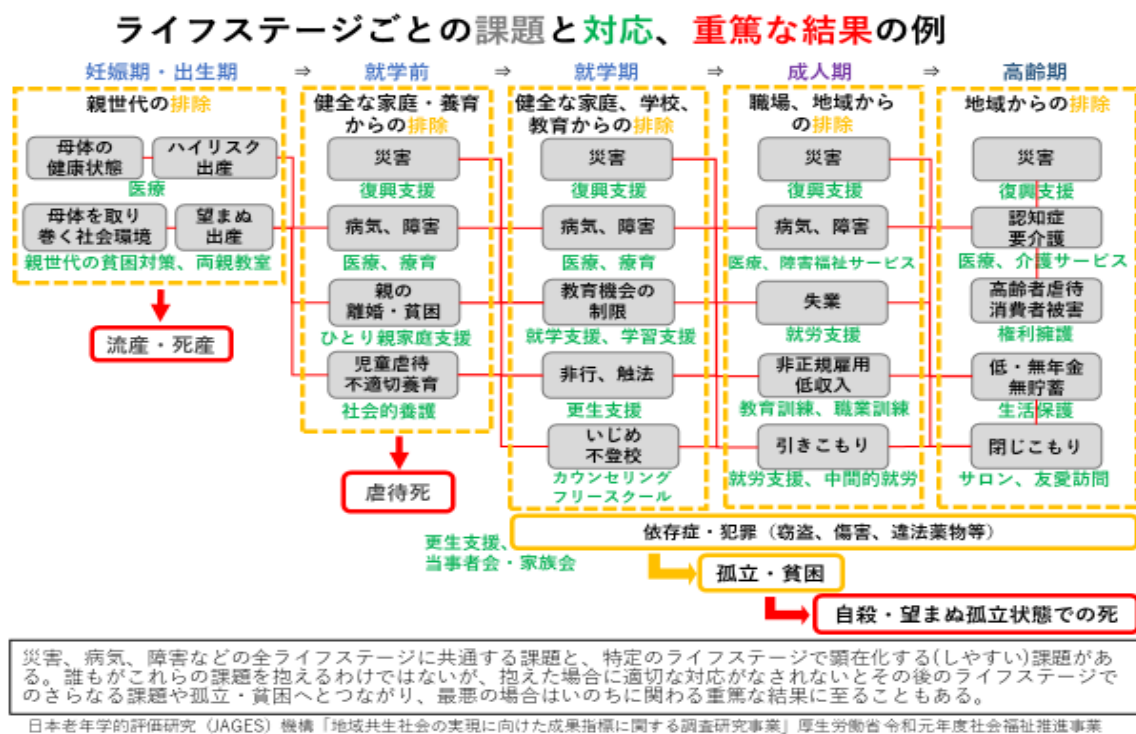 ライフステージごとの課題と対応、重篤な結果の例
妊娠期・出生期 ⇒ 就学前 ⇒ 就学期 ⇒ 成人期 ⇒ 高齢期
親世代の排除
母体の
健康状態
ハイリスク
出産
医療
母体を取り
巻く社会環境
望まぬ
出産
親世代の貧困対策、両親教室
流産・死産
健全な家庭・養育
からの排除
災害
復興支援
病気、障害
医療、療育
親の
離婚・貧困
ひとり親家庭支援
児童虐待
不適切養育
社会的養護
虐待死
健全な家庭、学校、
教育からの排除
災害
復興支援
病気、障害
医療、療育
教育機会の
制限
就学支援、学習支援
非行、触法
更生支援
いじめ
不登校
カウンセリング
フリースクール
職場、地域から
の排除
災害
復興支援
病気、障害
医療、障害福祉サービス
失業
就労支援
非正規雇用
低収入
教育訓練、職業訓練
引きこもり
就労支援、中間的就労
地域からの排除
災害
復興支援
認知症
要介護
医療、介護サービス
高齢者虐待
消費者被害
権利擁護
低・無年金
無貯蓄
生活保護
閉じこもり
サロン、友愛訪問
依存症・犯罪（窃盗、傷害、違法薬物等）
更生支援、
当事者会・家族会
孤立・貧困
自殺・望まぬ孤立状態での死
災害、病気、障害などの全ライフステージに共通する課題と、特定のライフステージで顕在化する(しやすい)課題があ
る。誰もがこれらの課題を抱えるわけではないが、抱えた場合に適切な対応がなされないとその後のライフステージで
のさらなる課題や孤立・貧困へとつながり、最悪の場合はいのちに関わる重篤な結果に至ることもある。
日本老年学的評価研究（JAGES）機構「地域共生社会の実現に向けた成果指標に関する調査研究事業」厚生労働省令和元年度社会福祉推進事業